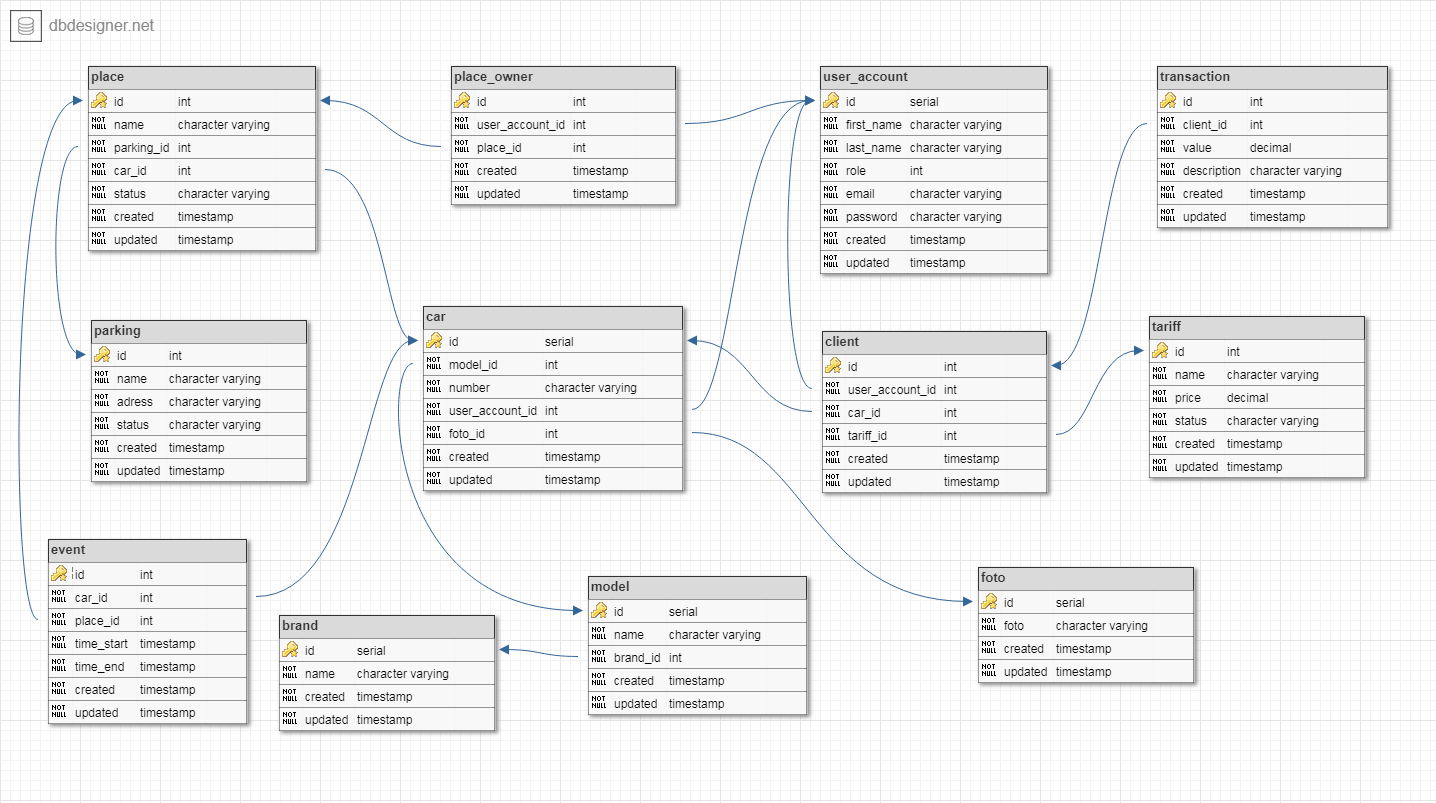 dbdesigner.net
place
id int
NOT NULL name character varying
NOT NULL parking_id int
NOT NULL car_id int
NOT NULL status character varying
NOT NULL created timestamp
NOT NULL updated timestamp
place_owner
id int
NOT NULL user_account_id int
NOT NULL place_id int
NOT NULL created timestamp
NOT NULL updated timestamp
user_account
id serial
NOT NULL first_name character varying
NOT NULL last_name character varying
NOT NULL role int
NOT NULL email character varying
NOT NULL password character varying
NOT NULL created timestamp
NOT NULL updated timestamp
transaction
id int
NOT NULL client_id int
NOT NULL value decimal
NOT NULL description character varying
NOT NULL created timestamp
NOT NULL updated timestamp
parking
id int
NOT NULL name character varying
NOT NULL adress character varying
NOT NULL status character varying
NOT NULL created timestamp
NOT NULL updated timestamp
car
id serial
NOT NULL model_id int
NOT NULL number character varying
NOT NULL user_account_id int
NOT NULL foto_id int
NOT NULL created timestamp
NOT NULL updated timestamp
client
id int
NOT NULL user_account_id int
NOT NULL car_id int
NOT NULL tariff_id int
NOT NULL created timestamp
NOT NULL updated timestamp
tariff
id int
NOT NULL name character varying
NOT NULL price decimal
NOT NULL status character varying
NOT NULL created timestamp
NOT NULL updated timestamp
event
id int
NOT NULL car_id int
NOT NULL place_id int
NOT NULL time_start timestamp
NOT NULL time_end timestamp
NOT NULL created timestamp
NOT NULL updated timestamp
brand
id serial
NOT NULL name character varying
NOT NULL created timestamp
NOT NULL updated timestamp
model
id serial
NOT NULL name character varying
NOT NULL brand_id int
NOT NULL created timestamp
NOT NULL updated timestamp
foto
id serial
NOT NULL foto character varying
NOT NULL created timestamp
NOT NULL updated timestamp